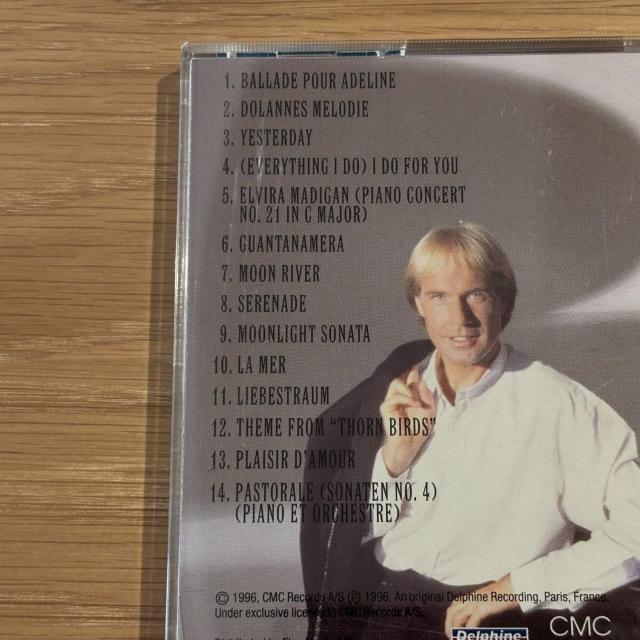 1. BALLADE POUR ADELINE
2. DOLANNES MELODIE
3. YESTERDAY
4. (EVERYTHING I DO) I DO FOR YOU
5. ELVIRA MADIGAN (PIANO CONCERT
NO. 21 IN C MAJOR)
6. GUANTANAMERA
7. MOON RIVER
8. SERENADE
9. MOONLIGHT SONATA
10. LA MER
11. LIEBESTRAUM
12. THEME FROM "THORN BIRDS"
13. PLAISIR D'AMOUR
14. PASTORALE (SONATEN NO. 4)
(PIANO ET ORCHESTRE)
© 1996, CMC Records A/S ℗ 1996, An original Delphine Recording, Paris, France.
Under exclusive licence to CMC Records A/S.
Delphine
CMC